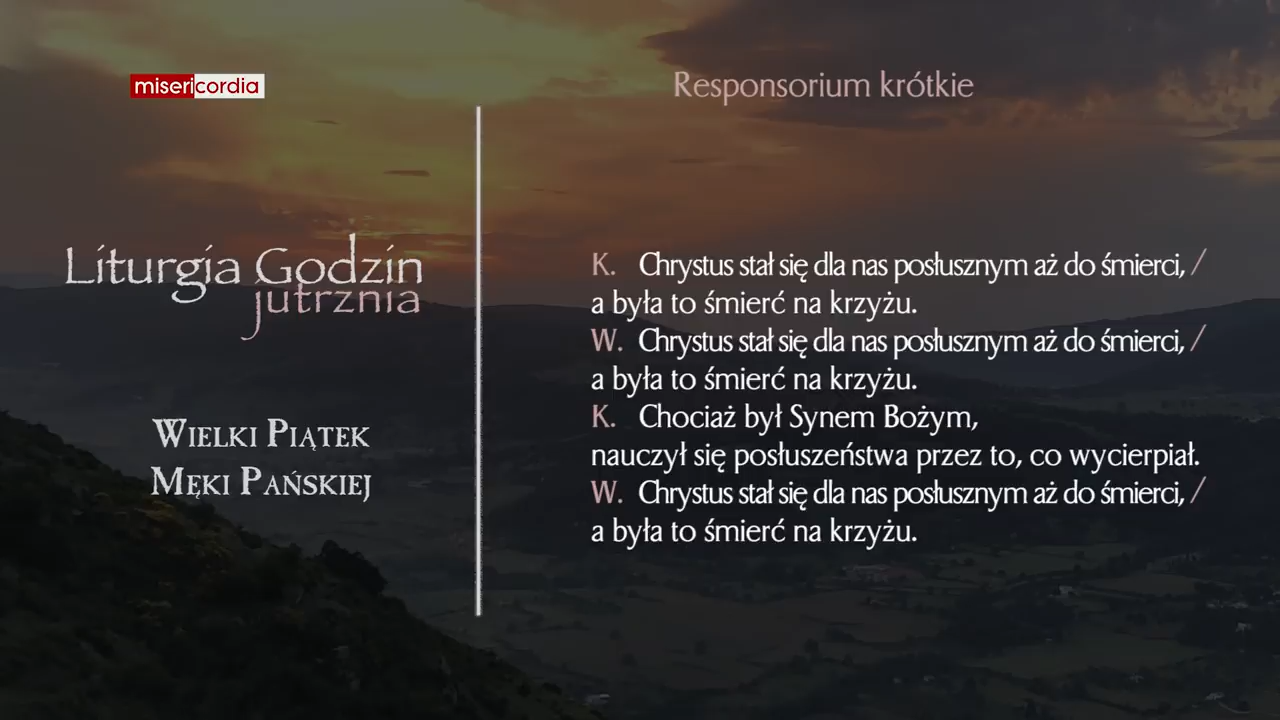 misericordia
Responsorium krótkie
Liturgia Godzin
jutrznia
Wielki Piątek
Męki Pańskiej
K. Chrystus stał się dla nas posłusznym aż do śmierci, /
a była to śmierć na krzyżu.
W. Chrystus stał się dla nas posłusznym aż do śmierci, /
a była to śmierć na krzyżu.
K. Chociaż był Synem Bożym,
nauczył się posłuszeństwa przez to, co wycierpiał.
W. Chrystus stał się dla nas posłusznym aż do śmierci, /
a była to śmierć na krzyżu.